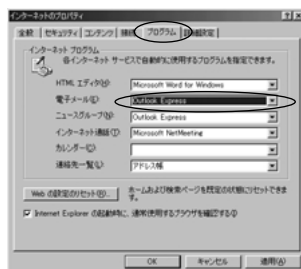 インターネットのプロパティ
全般 セキュリティ コンテンツ 接続 プログラム 詳細設定
インターネット プログラム
各インターネット サービスで自動的に使用するプログラムを指定できます。
HTML エディタ(H): Microsoft Word for Windows
電子メール(E): Outlook Express
ニュースグループ(N): Outlook Express
インターネット通話(T): Microsoft NetMeeting
カレンダー(C):
連絡先一覧(L): アドレス帳
Web の設定のリセット(R)... ホームおよび検索ページを既定の状態にリセットできます。
Internet Explorer の起動時に、通常使用するブラウザを確認する(I)
OK キャンセル 適用(A)